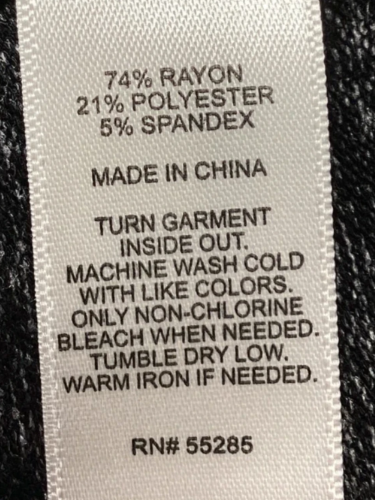 74% RAYON
21% POLYESTER
5% SPANDEX
MADE IN CHINA
TURN GARMENT
INSIDE OUT.
MACHINE WASH COLD
WITH LIKE COLORS.
ONLY NON-CHLORINE
BLEACH WHEN NEEDED.
TUMBLE DRY LOW.
WARM IRON IF NEEDED.
RN# 55285